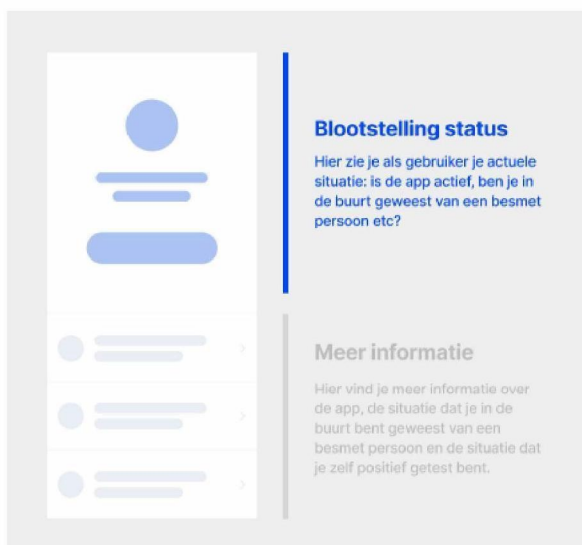 Blootstelling status
Hier zie je als gebruiker je actuele
situatie: is de app actief, ben je in
de buurt geweest van een besmet
persoon etc?
Meer informatie
Hier vind je meer informatie over
de app, de situatie dat je in de
buurt bent geweest van een
besmet persoon en de situatie dat
je zelf positief getest bent.